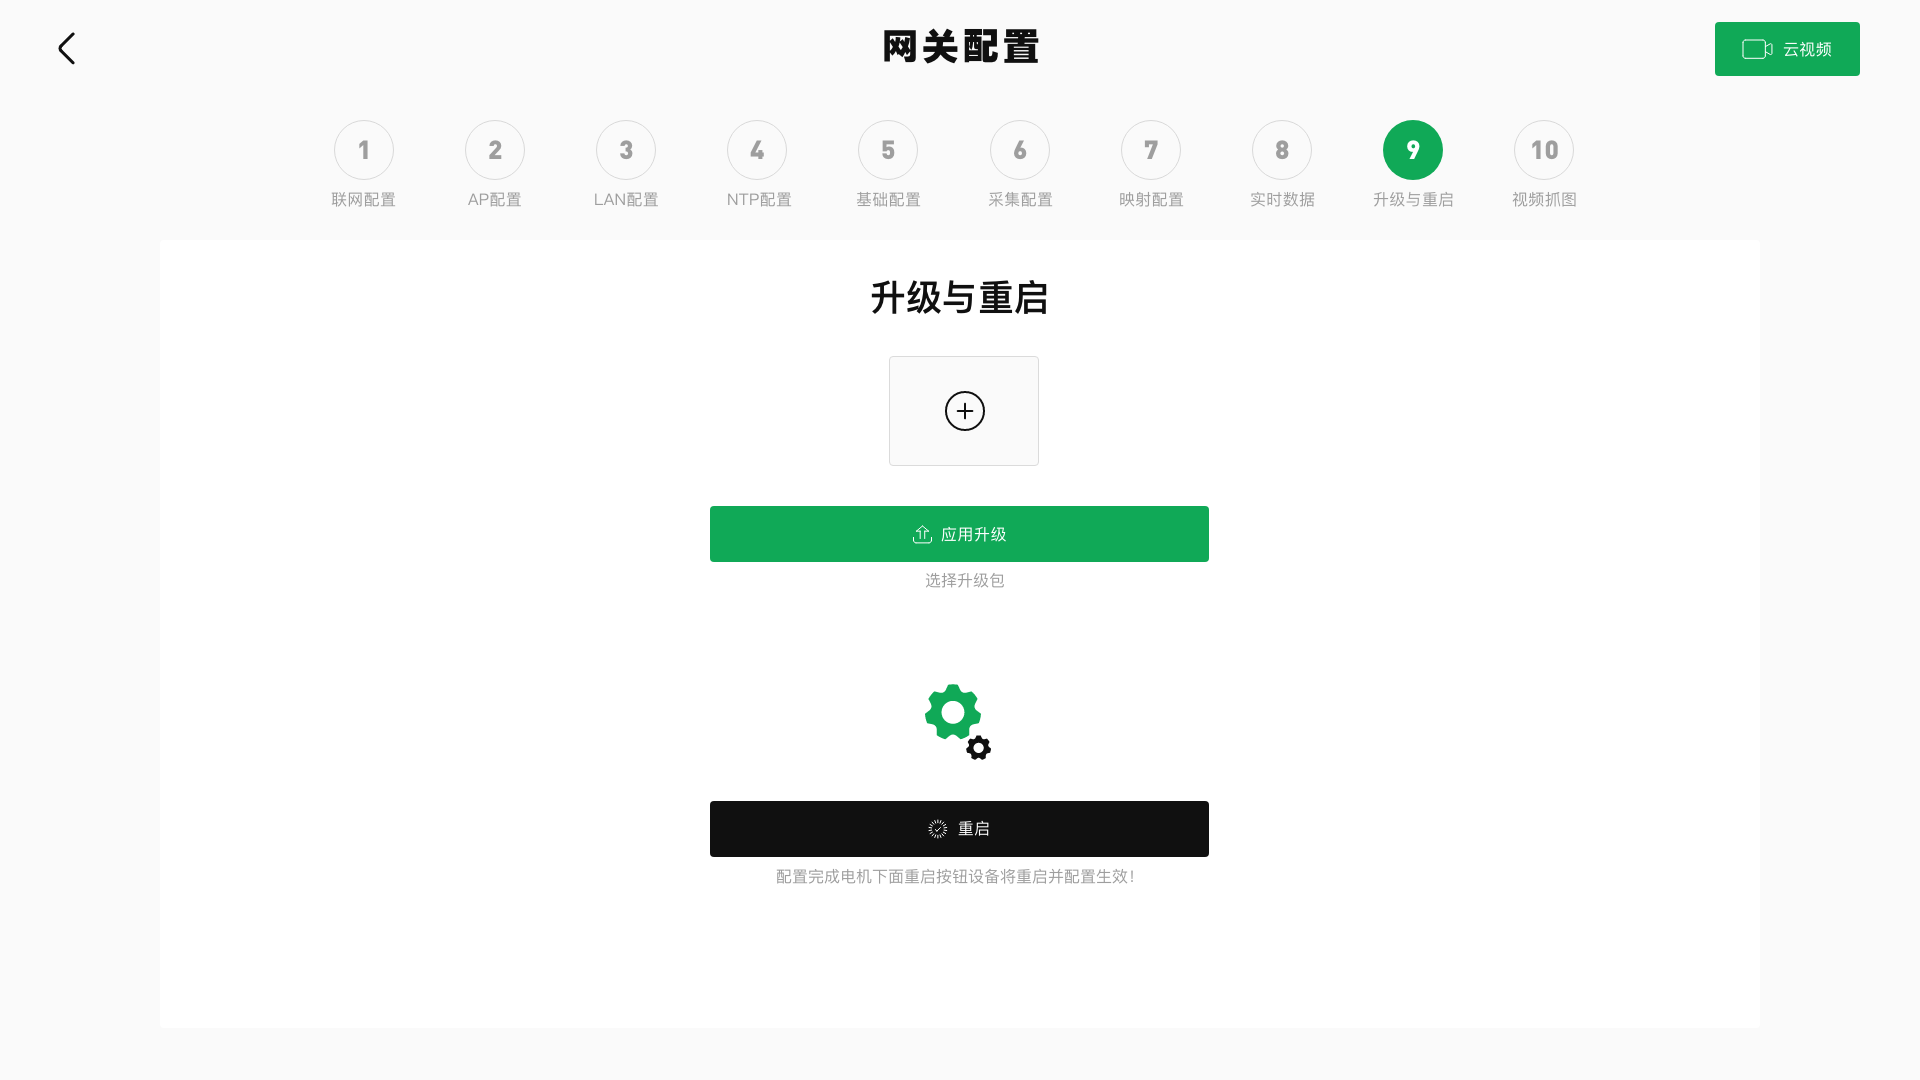 网关配置
云视频
1
2
3
4
5
6
7
8
9
10
联网配置
AP配置
LAN配置
NTP配置
基础配置
采集配置
映射配置
实时数据
升级与重启
视频抓图
升级与重启
应用升级
选择升级包
重启
配置完成电机下面重启按钮设备将重启并配置生效！